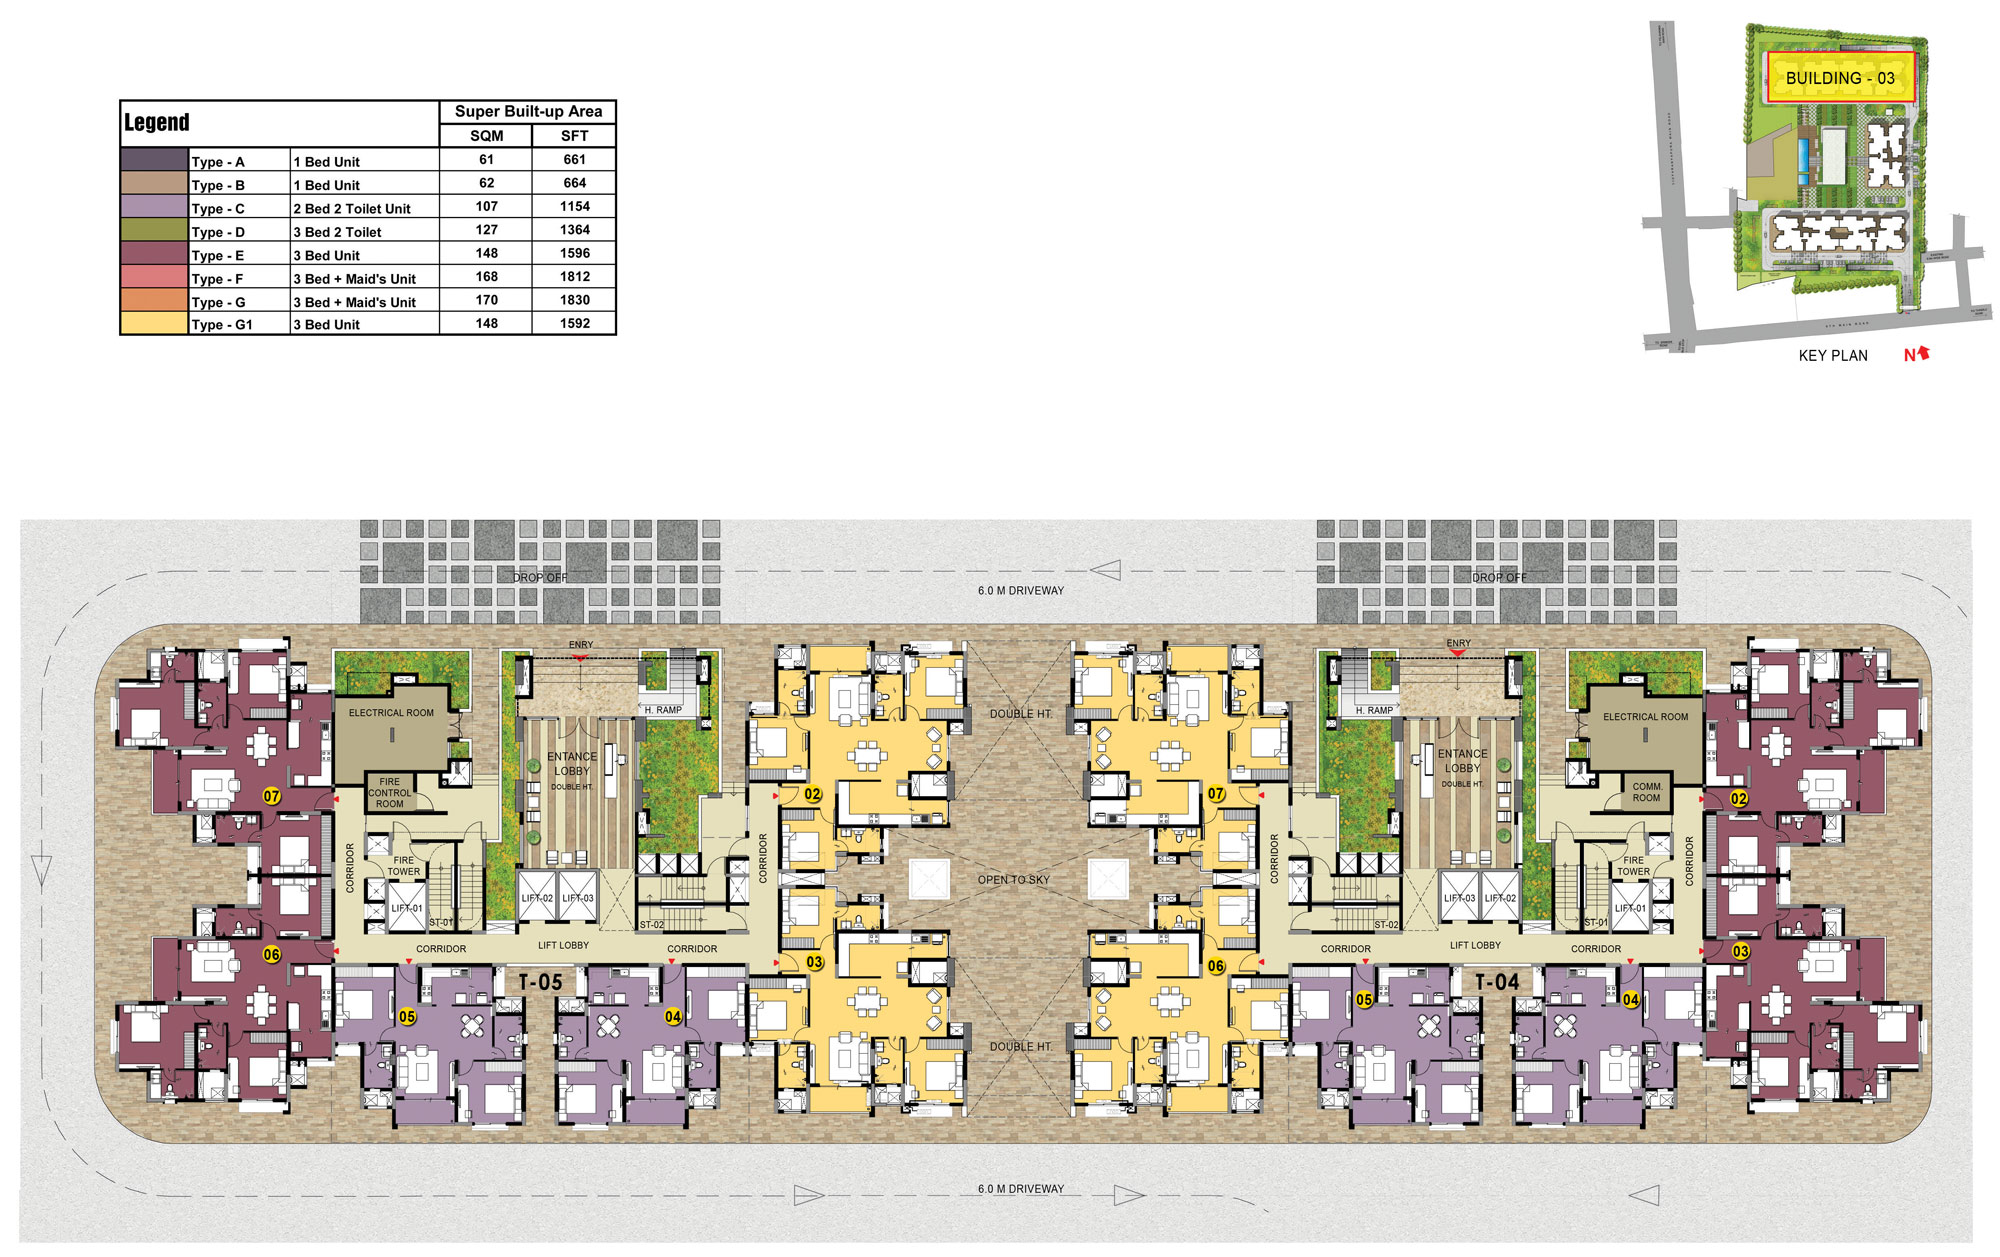 Legend
Super Built-up Area
SQM SFT
Type - A 1 Bed Unit 61 661
Type - B 1 Bed Unit 62 664
Type - C 2 Bed 2 Toilet Unit 107 1154
Type - D 3 Bed 2 Toilet 127 1364
Type - E 3 Bed Unit 148 1596
Type - F 3 Bed + Maid's Unit 168 1812
Type - G 3 Bed + Maid's Unit 170 1830
Type - G1 3 Bed Unit 148 1592
BUILDING - 03
6TH MAIN ROAD
KEY PLAN N
DROP OFF
6.0 M DRIVEWAY
DROP OFF
ENRY
ENRY
ELECTRICAL ROOM
H. RAMP
DOUBLE HT.
H. RAMP
ELECTRICAL ROOM
ENTANCE
LOBBY
DOUBLE HT.
ENTANCE
LOBBY
DOUBLE HT.
FIRE
CONTROL
ROOM
COMM.
ROOM
07
02
07
02
CORRIDOR
FIRE
TOWER
CORRIDOR
OPEN TO SKY
CORRIDOR
FIRE
TOWER
CORRIDOR
LIFT-01
LIFT-02
LIFT-03
LIFT-03
LIFT-02
LIFT-01
ST-01
ST-02
ST-02
ST-01
CORRIDOR
LIFT LOBBY
CORRIDOR
CORRIDOR
LIFT LOBBY
CORRIDOR
06
03
06
03
T-05
T-04
05
04
05
04
DOUBLE HT.
6.0 M DRIVEWAY